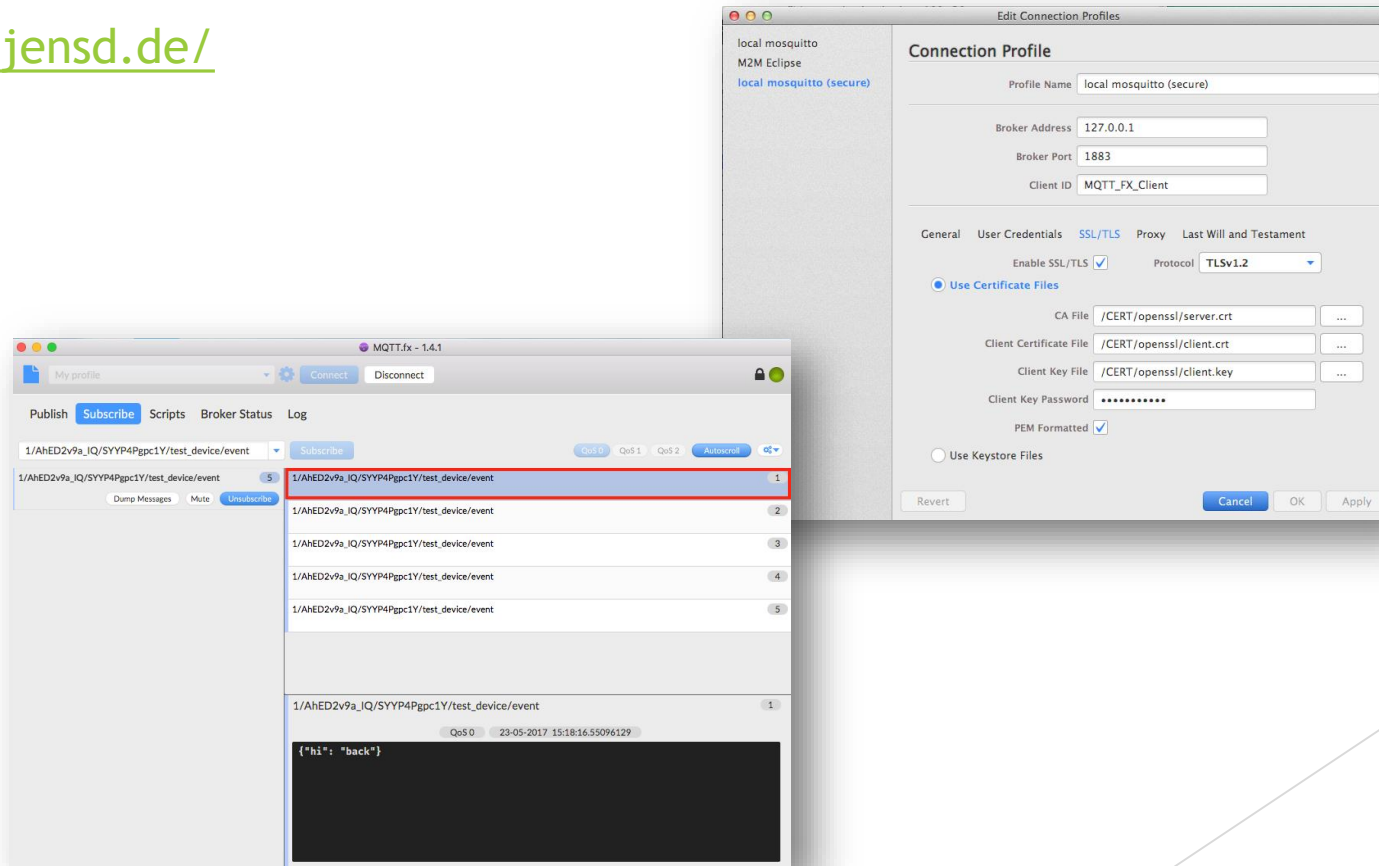 jensd.de/
Edit Connection Profiles
local mosquitto
M2M Eclipse
local mosquitto (secure)
Connection Profile
Profile Name local mosquitto (secure)
Broker Address 127.0.0.1
Broker Port 1883
Client ID MQTT_FX_Client
General User Credentials SSL/TLS Proxy Last Will and Testament
Enable SSL/TLS Protocol TLSv1.2
Use Certificate Files
CA File /CERT/openssl/server.crt ...
Client Certificate File /CERT/openssl/client.crt ...
Client Key File /CERT/openssl/client.key ...
Client Key Password •••••••••••
PEM Formatted
Use Keystore Files
Revert Cancel OK Apply
MQTT.fx - 1.4.1
My profile Connect Disconnect
Publish Subscribe Scripts Broker Status Log
1/AhED2v9a_IQ/SYYP4Pgpc1Y/test_device/event Subscribe QoS 0 QoS 1 QoS 2 Autoscroll
1/AhED2v9a_IQ/SYYP4Pgpc1Y/test_device/event 5
Dump Messages Mute Unsubscribe
1/AhED2v9a_IQ/SYYP4Pgpc1Y/test_device/event 1
1/AhED2v9a_IQ/SYYP4Pgpc1Y/test_device/event 2
1/AhED2v9a_IQ/SYYP4Pgpc1Y/test_device/event 3
1/AhED2v9a_IQ/SYYP4Pgpc1Y/test_device/event 4
1/AhED2v9a_IQ/SYYP4Pgpc1Y/test_device/event 5
1/AhED2v9a_IQ/SYYP4Pgpc1Y/test_device/event 1
QoS 0 23-05-2017 15:18:16.55096129
{"hi": "back"}